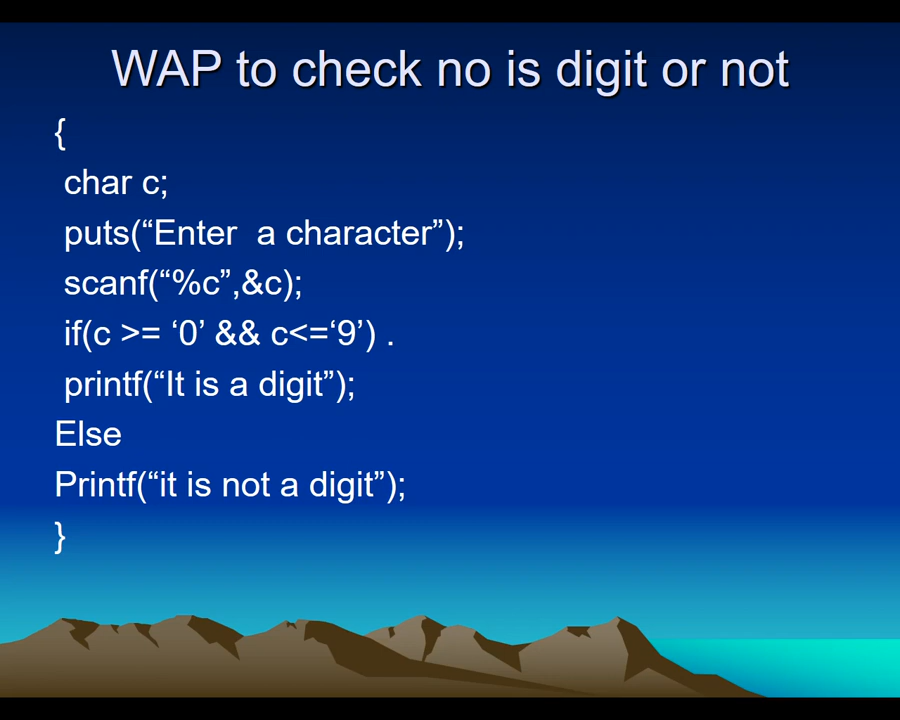 WAP to check no is digit or not
{
char c;
puts(“Enter  a character”);
scanf(“%c”,&c);
if(c >= ‘0’ && c<=‘9’) .
printf(“It is a digit”);
Else
Printf(“it is not a digit”);
}